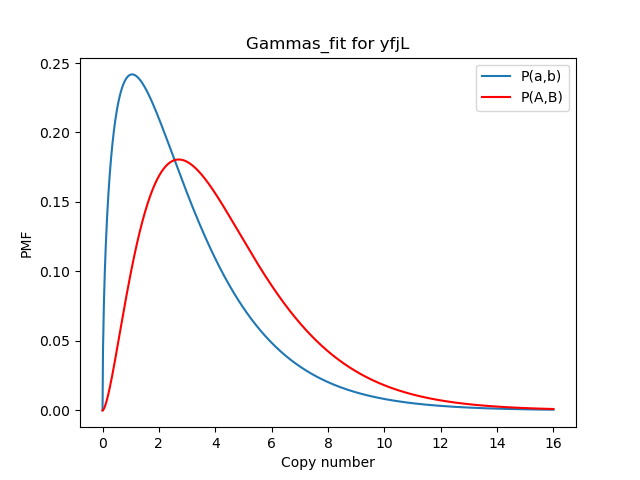 Gammas_fit for yfjL
P(a,b)
P(A,B)
PMF
0.25
0.20
0.15
0.10
0.05
0.00
0 2 4 6 8 10 12 14 16
Copy number